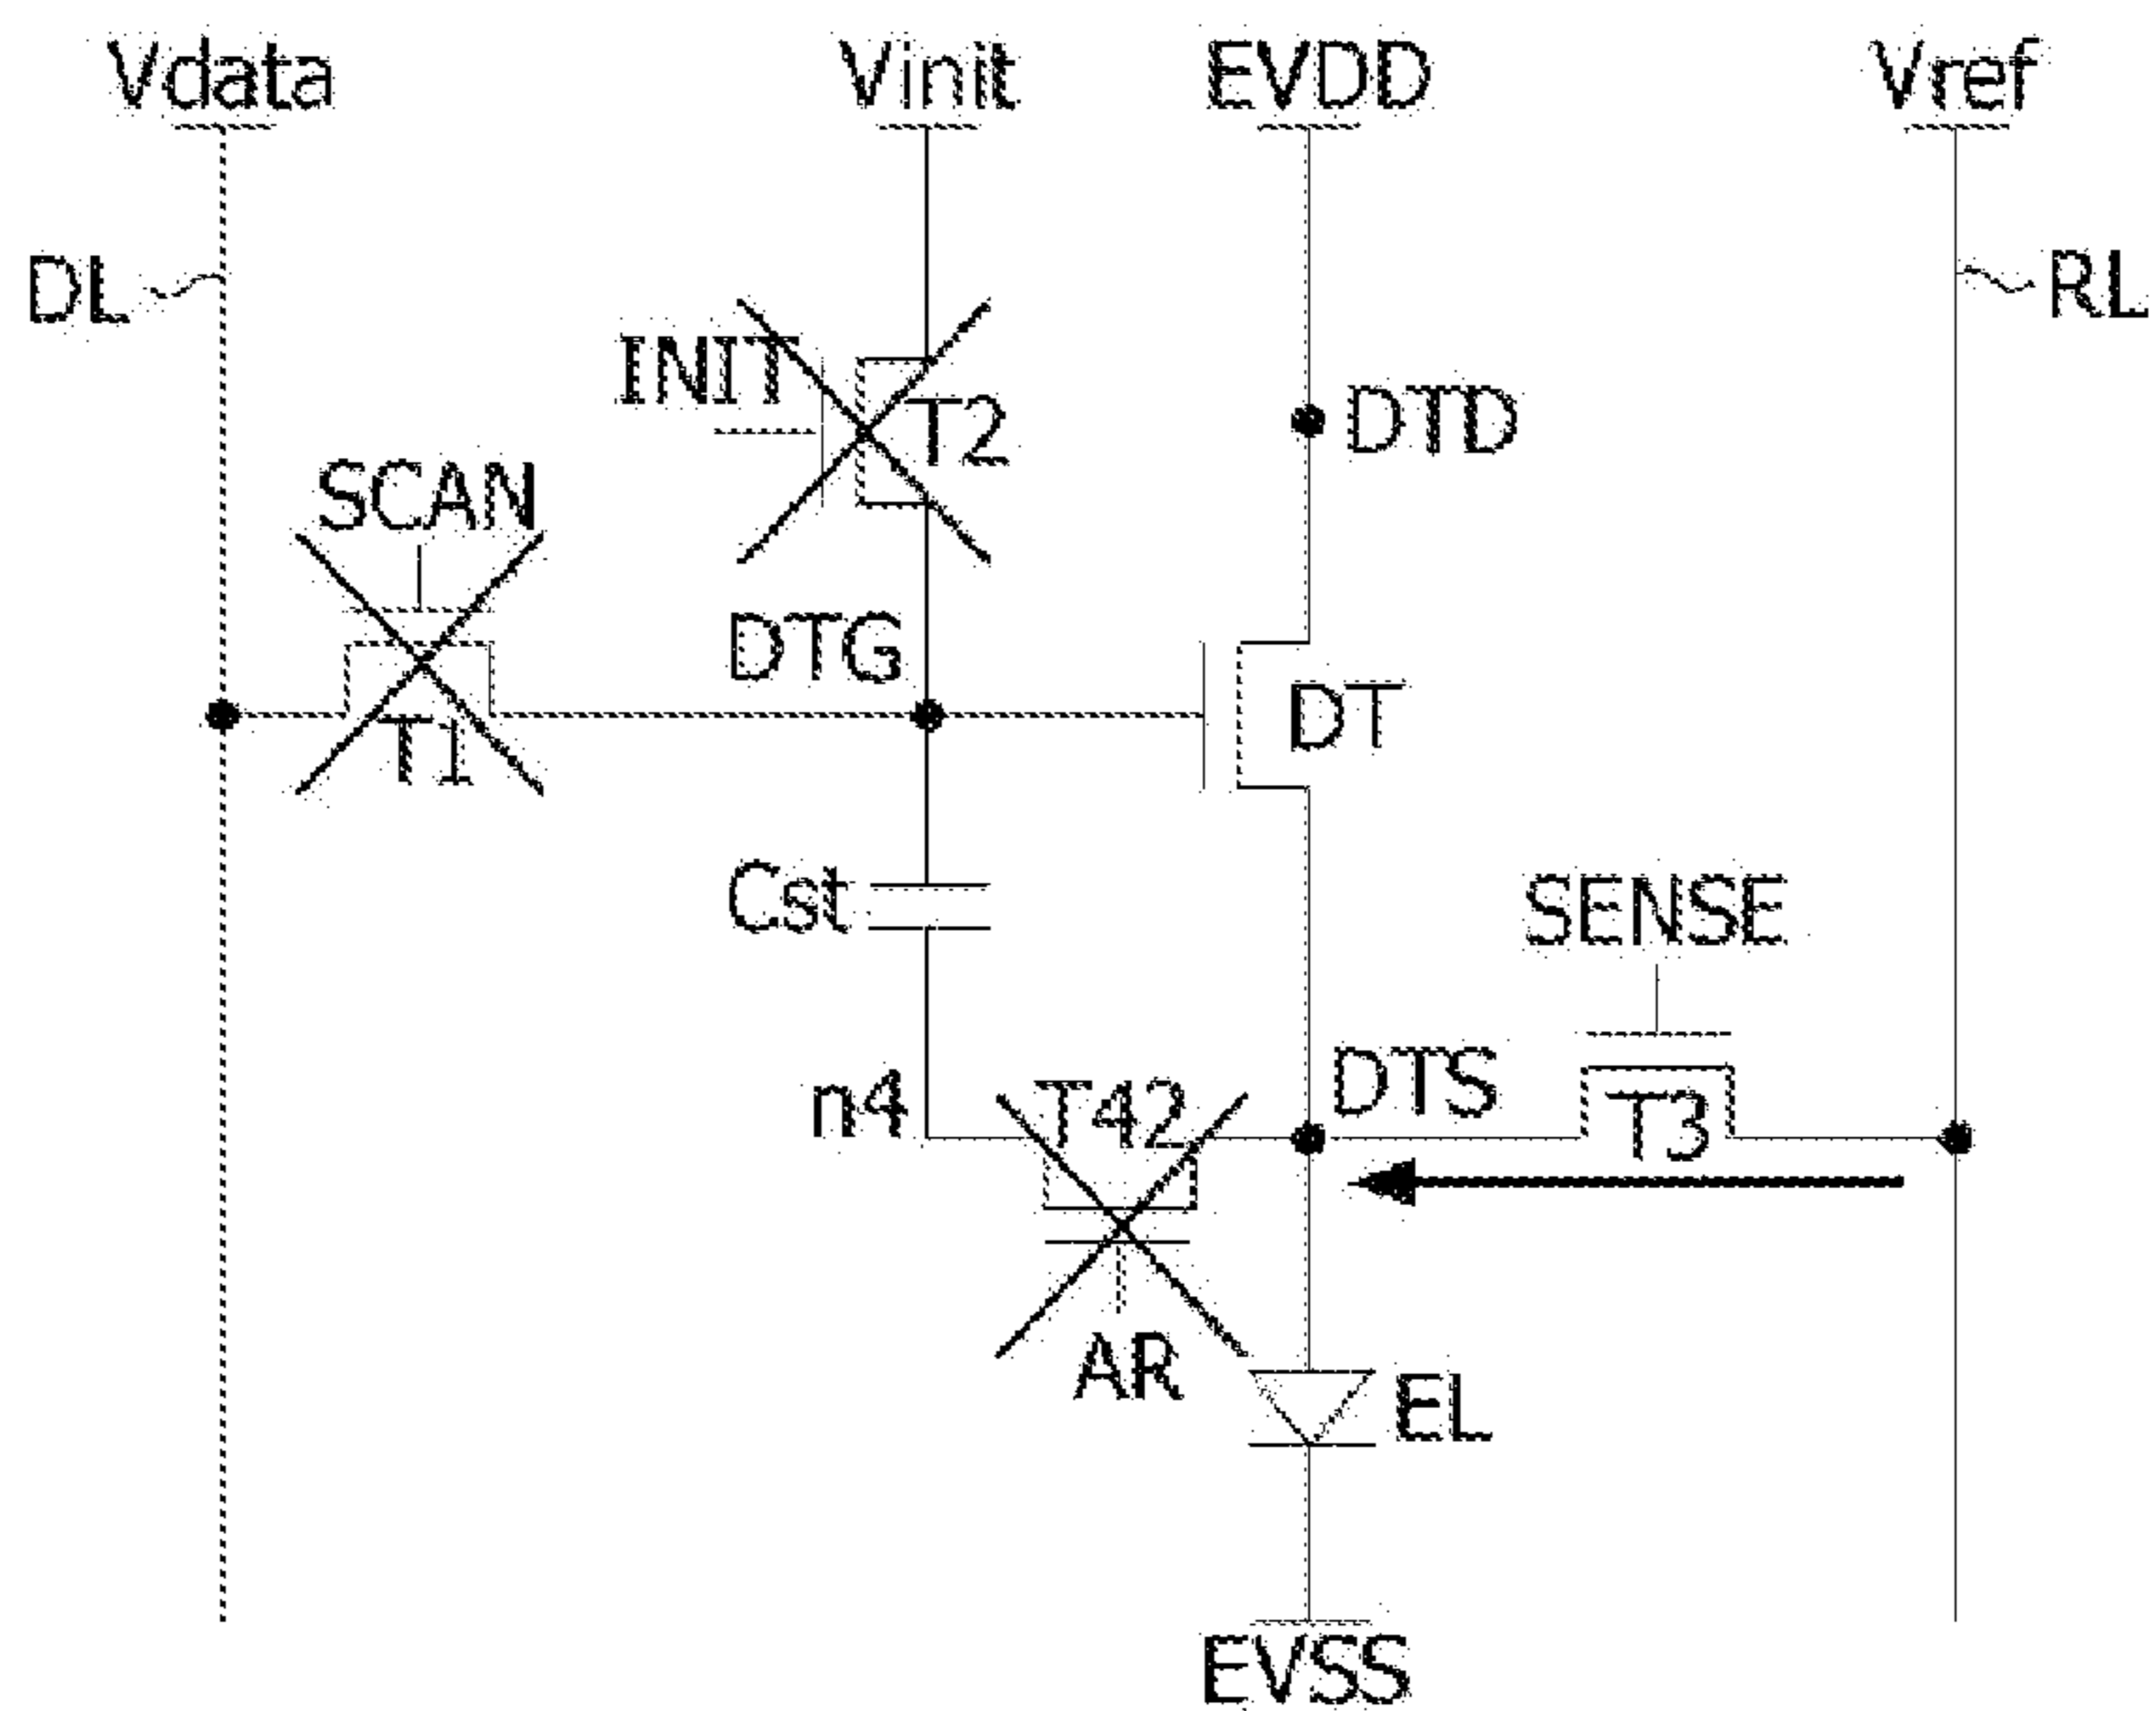 Vdata Vinit EVDD Vref
DL
RL
INIT
T2
DTD
SCAN
DTG
T1
DT
Cst
SENSE
n4
T42
DTS
T3
AR
EL
EVSS